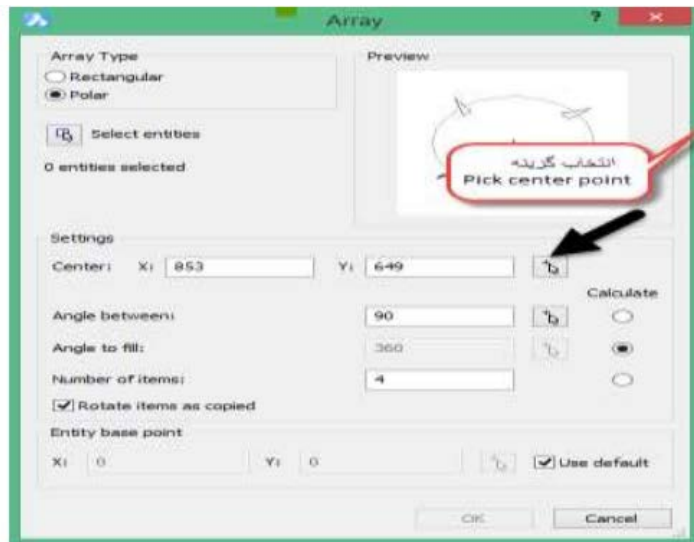 Array
?
Array Type
Rectangular
Polar
Select entities
0 entities selected
Preview
انتخاب گزینه
Pick center point
Settings
Center: X: 853 Y: 649
Calculate
Angle between: 90
Angle to fill: 360
Number of items: 4
Rotate items as copied
Entity base point
X: 0 Y: 0 Use default
OK Cancel